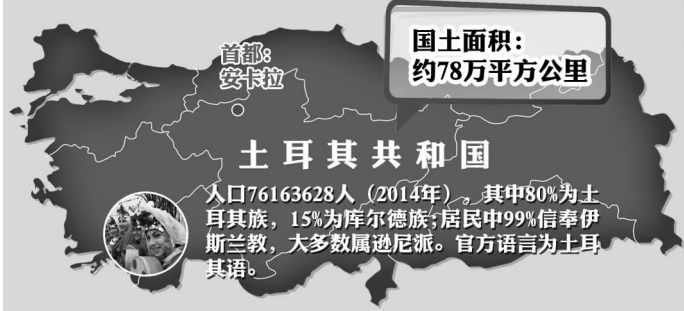 国土面积：
约78万平方公里
首都：
安卡拉
土耳其共和国
人口76163628人（2014年）。其中80%为土
耳其族，15%为库尔德族；居民中99%信奉伊
斯兰教，大多数属逊尼派。官方语言为土耳
其语。